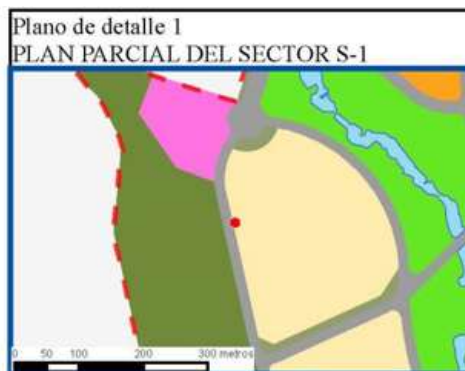 Plano de detalle 1
PLAN PARCIAL DEL SECTOR S-1
0 50 100 200 300 metros